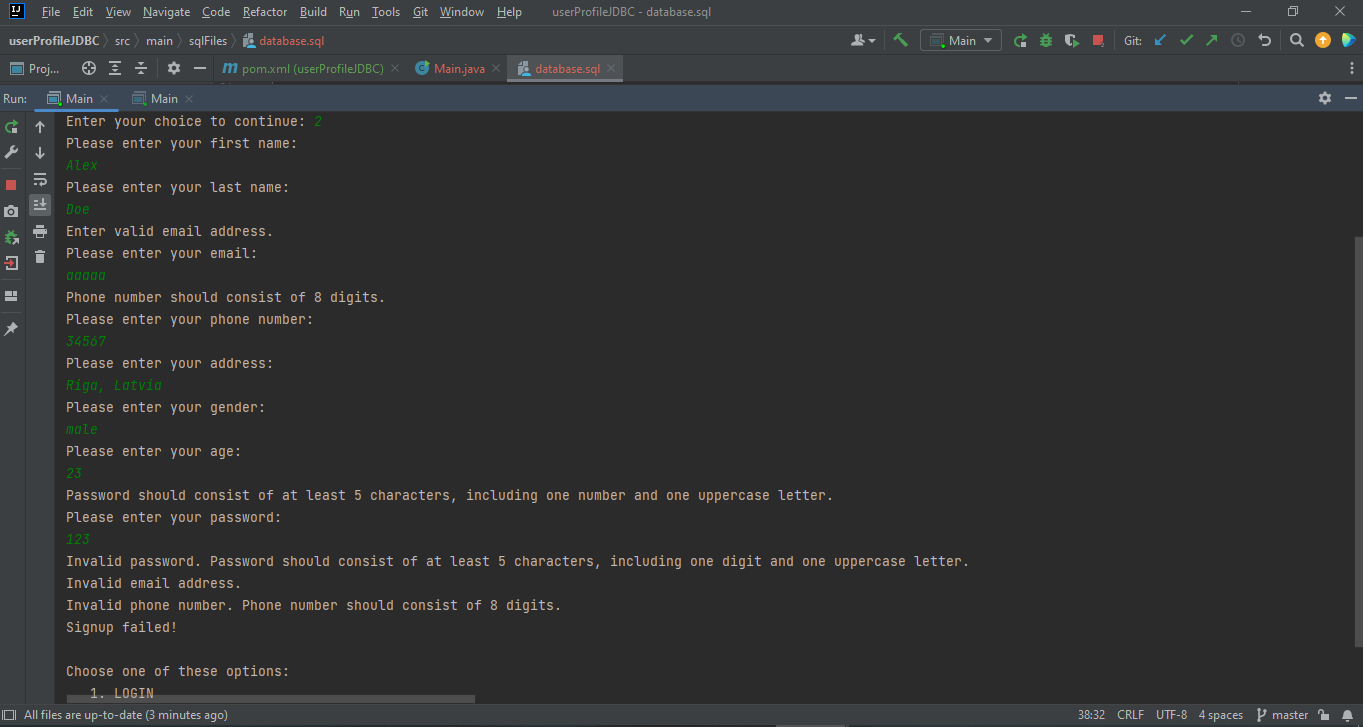 File Edit View Navigate Code Refactor Build Run Tools Git Window Help userProfileJDBC - database.sql
userProfileJDBC src main sqlFiles database.sql Main Git:
Proj... pom.xml (userProfileJDBC) Main.java database.sql
Run: Main Main
Enter your choice to continue: 2
Please enter your first name:
Alex
Please enter your last name:
Doe
Enter valid email address.
Please enter your email:
aaaaa
Phone number should consist of 8 digits.
Please enter your phone number:
34567
Please enter your address:
Riga, Latvia
Please enter your gender:
male
Please enter your age:
23
Password should consist of at least 5 characters, including one number and one uppercase letter.
Please enter your password:
123
Invalid password. Password should consist of at least 5 characters, including one digit and one uppercase letter.
Invalid email address.
Invalid phone number. Phone number should consist of 8 digits.
Signup failed!
Choose one of these options:
1. LOGIN
All files are up-to-date (3 minutes ago) 38:32 CRLF UTF-8 4 spaces master